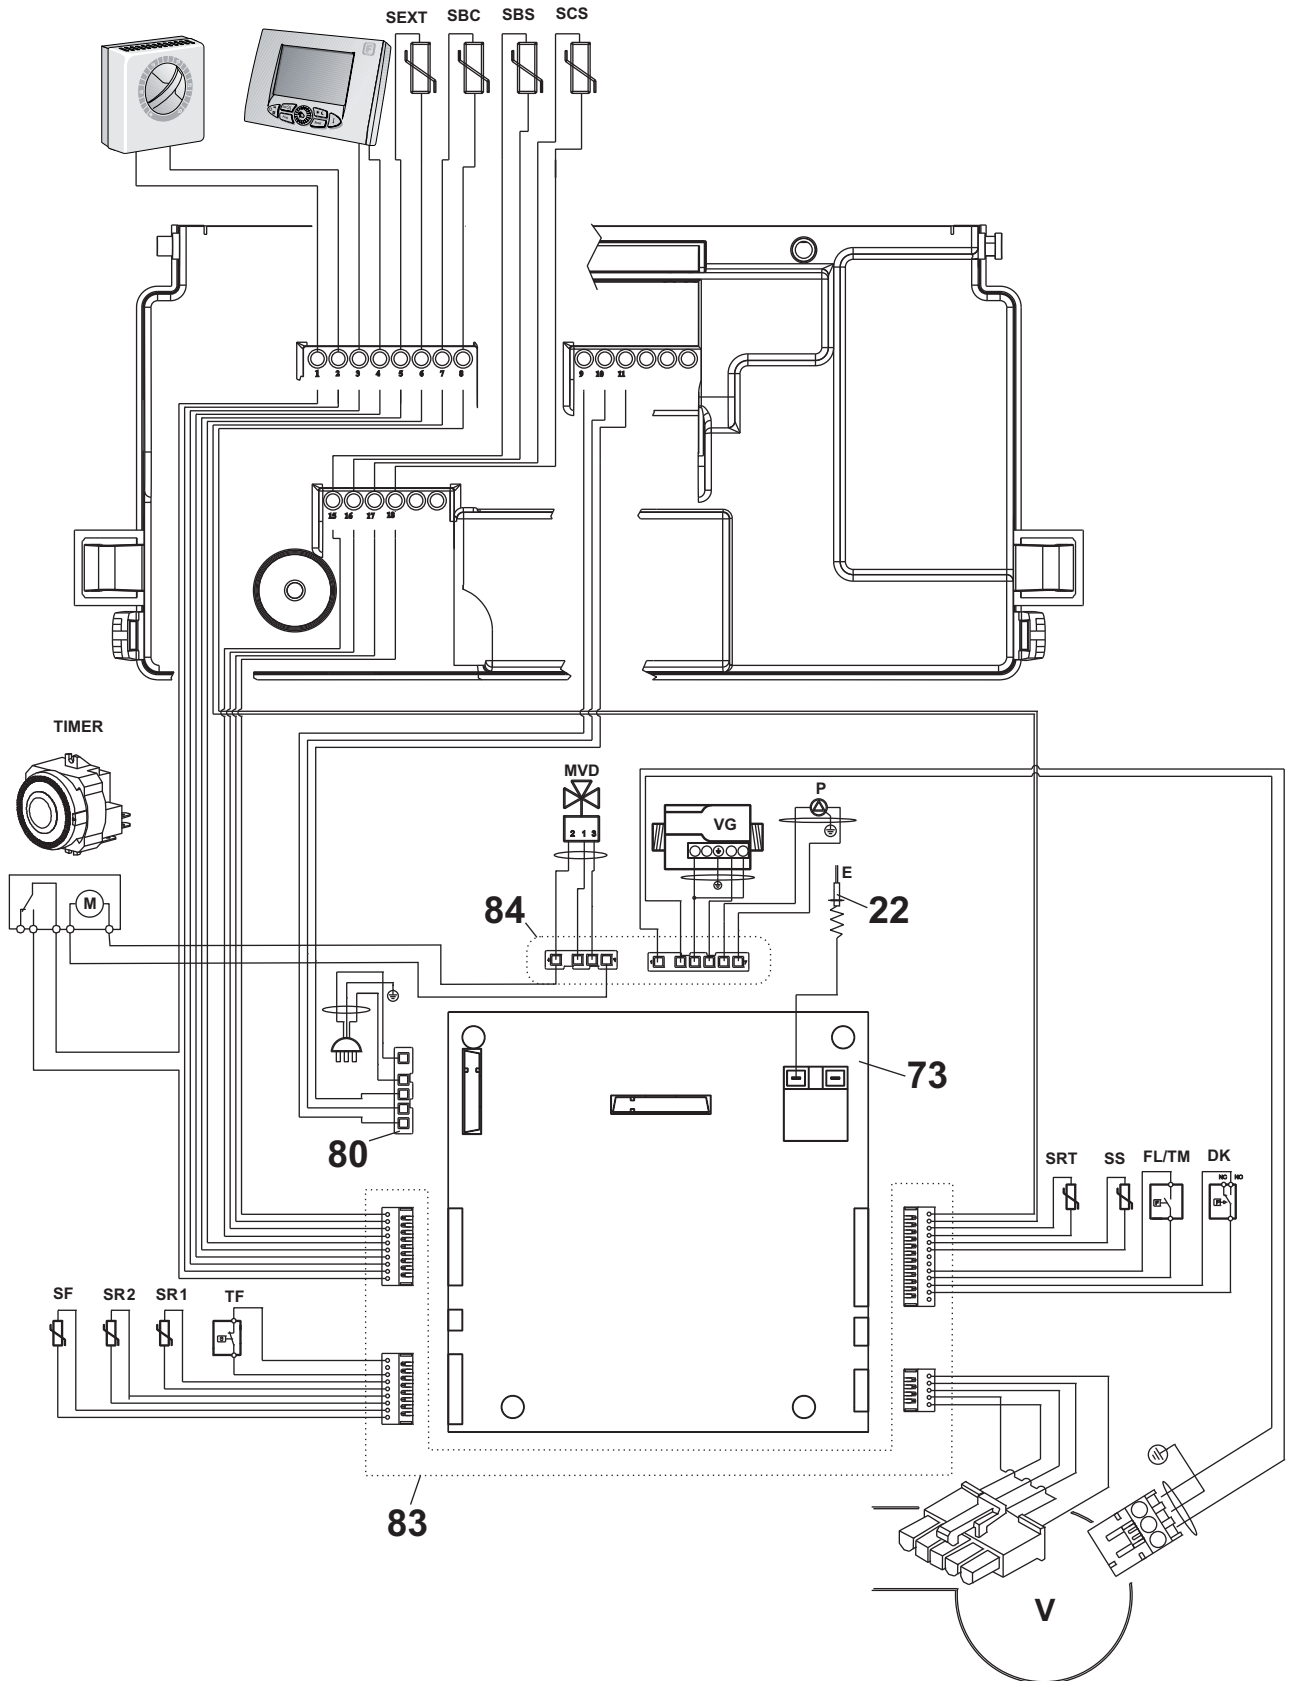 SEXT SBC SBS SCS
1 2 3 4 5 6 7 8
9 10 11
15 16 17 18
TIMER
MVD
2 1 3
P
VG
E
22
84
M
73
80
SRT SS FL/TM DK
NC NO
SF SR2 SR1 TF
83
V